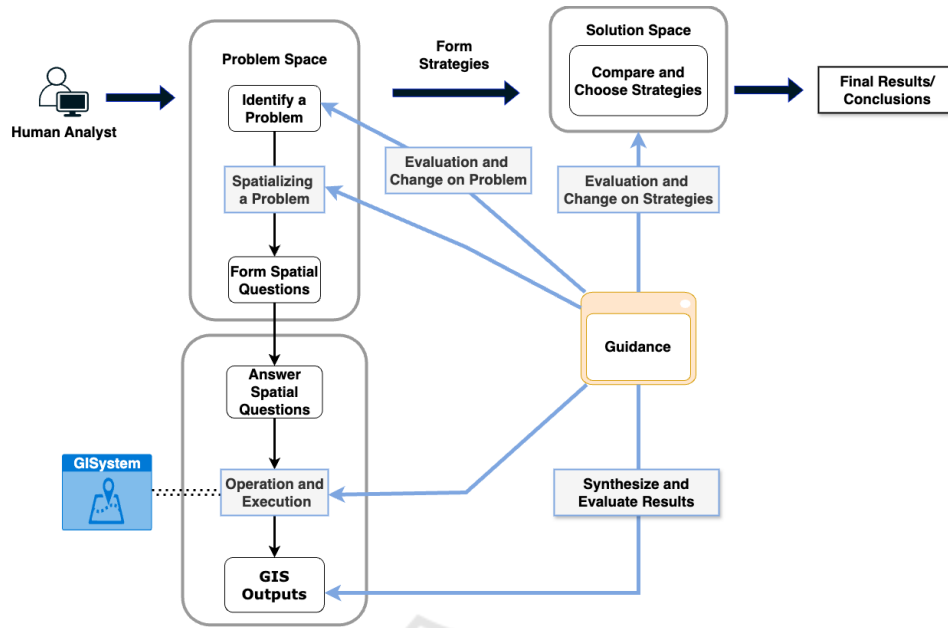 Human Analyst
Problem Space
Identify a
Problem
Spatializing
a Problem
Form Spatial
Questions
Form
Strategies
Solution Space
Compare and
Choose Strategies
Final Results/
Conclusions
Evaluation and
Change on Problem
Evaluation and
Change on Strategies
Guidance
Answer
Spatial
Questions
GISystem
Operation and
Execution
Synthesize and
Evaluate Results
GIS
Outputs